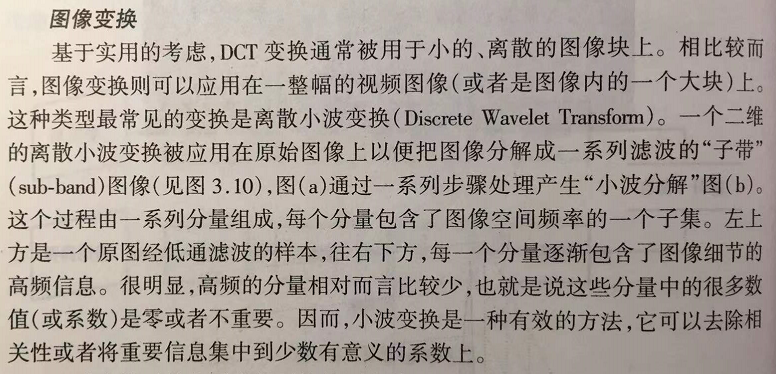 图像变换
基于实用的考虑,DCT 变换通常被用于小的、离散的图像块上。相比较而
言,图像变换则可以应用在一整幅的视频图像(或者是图像内的一个大块)上。
这种类型最常见的变换是离散小波变换(Discrete Wavelet Transform)。一个二维
的离散小波变换被应用在原始图像上以便把图像分解成一系列滤波的“子带”
(sub-band)图像(见图 3.10),图(a)通过一系列步骤处理产生“小波分解”图(b)。
这个过程由一系列分量组成,每个分量包含了图像空间频率的一个子集。左上
方是一个原图经低通滤波的样本,往右下方,每一个分量逐渐包含了图像细节的
高频信息。很明显,高频的分量相对而言比较少,也就是说这些分量中的很多数
值(或系数)是零或者不重要。因而,小波变换是一种有效的方法,它可以去除相
关性或者将重要信息集中到少数有意义的系数上。